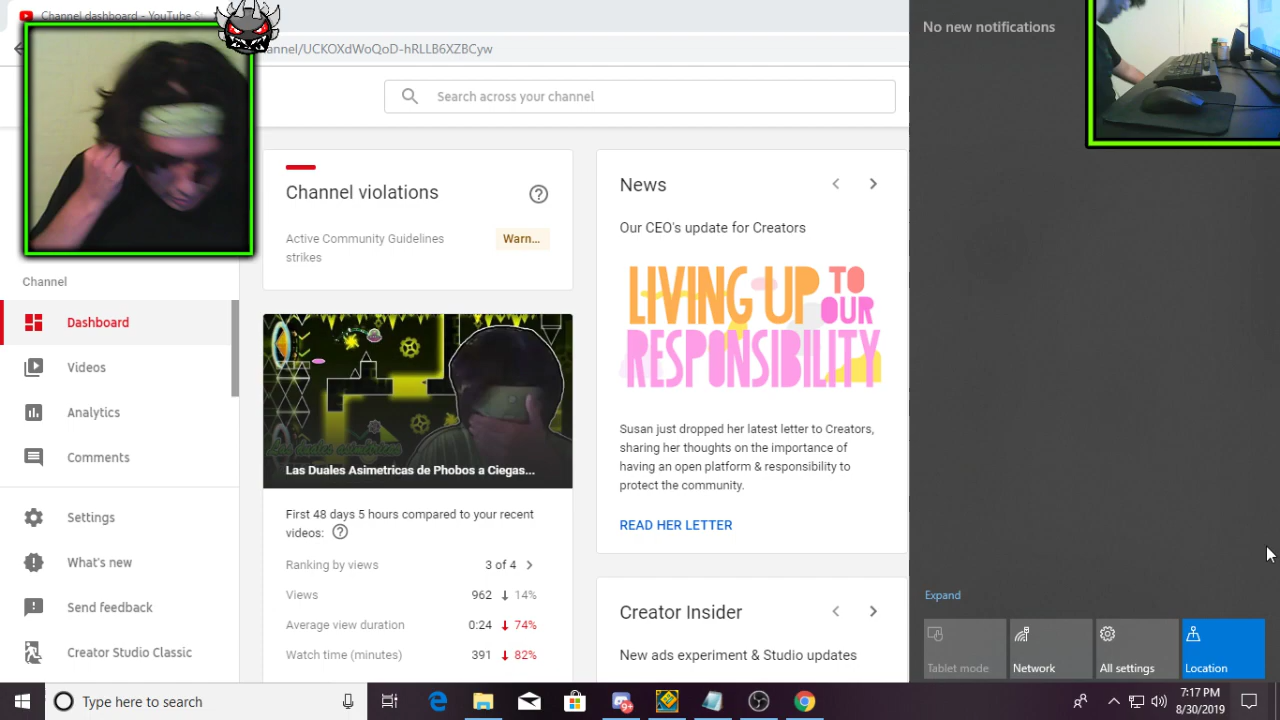 Channel dashboard - YouTube S
annel/UCKOXdWoQoD-hRLLB6XZBCyw
No new notifications
Search across your channel
Channel violations
Active Community Guidelines
strikes
Warn...
News
Our CEO's update for Creators
LIVING UP TO
OUR
RESPONSIBILITY
Susan just dropped her latest letter to Creators,
sharing her thoughts on the importance of
having an open platform & responsibility to
protect the community.
READ HER LETTER
Channel
Dashboard
Videos
Analytics
Comments
Settings
What's new
Send feedback
Creator Studio Classic
Las Duales Asimetricas de Phobos a Ciegas...
First 48 days 5 hours compared to your recent
videos:
Ranking by views 3 of 4
Views 962 14%
Average view duration 0:24 74%
Watch time (minutes) 391 82%
Creator Insider
New ads experiment & Studio updates
Expand
Tablet mode
Network
All settings
Location
Type here to search
7:17 PM
8/30/2019